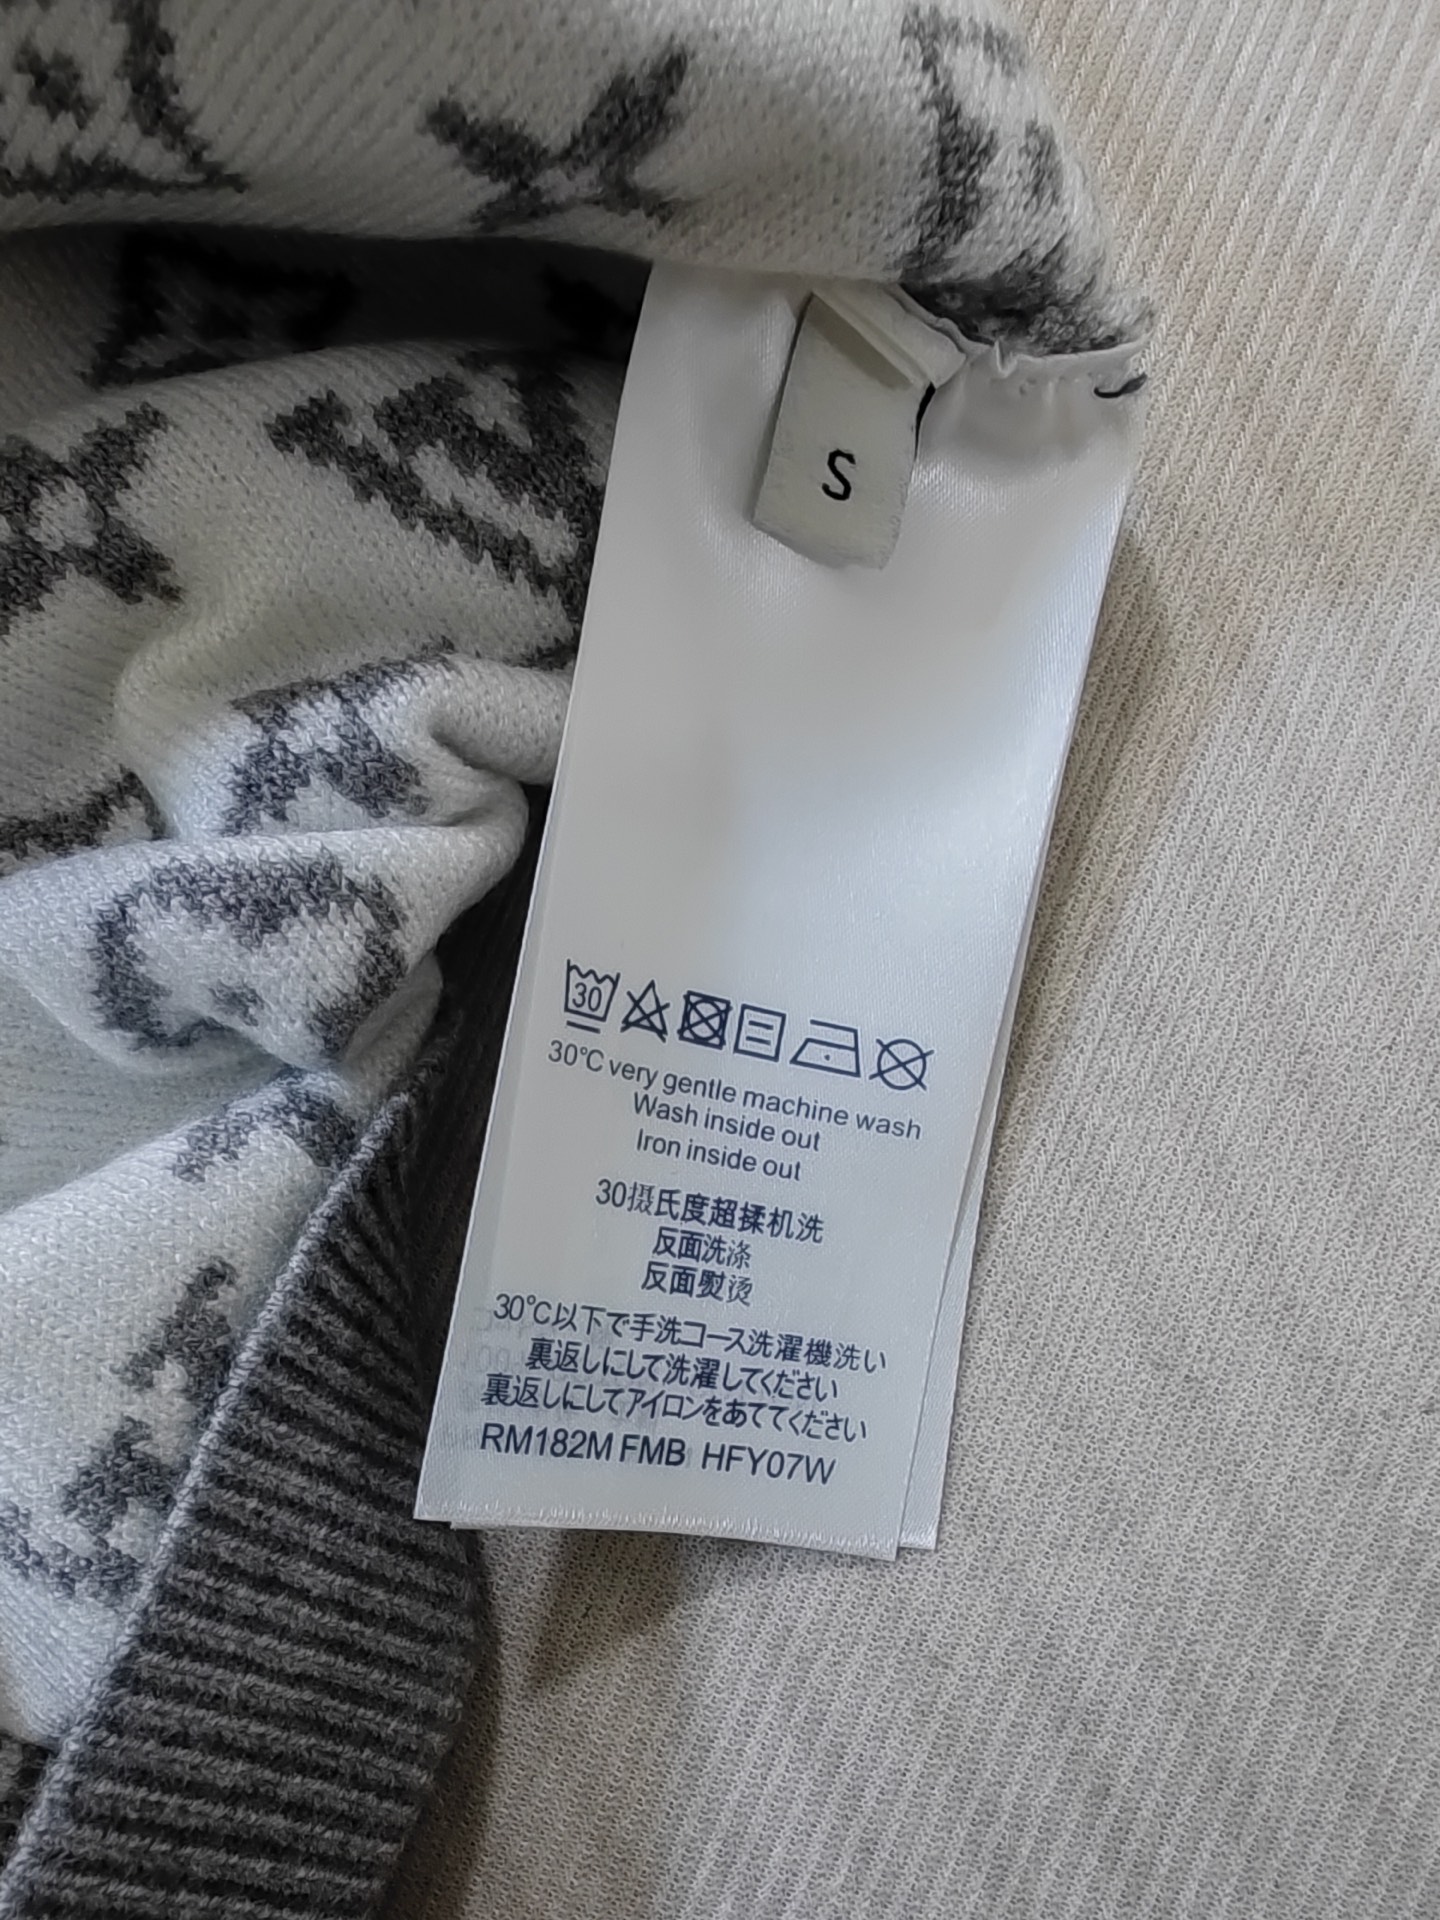 S
30
30°C very gentle machine wash
Wash inside out
Iron inside out
30摄氏度超揉机洗
反面洗涤
反面熨烫
30°C以下で手洗コース洗濯機洗い
裏返しにして洗濯してください
裏返しにしてアイロンをあててください
RM182M FMB HFY07W